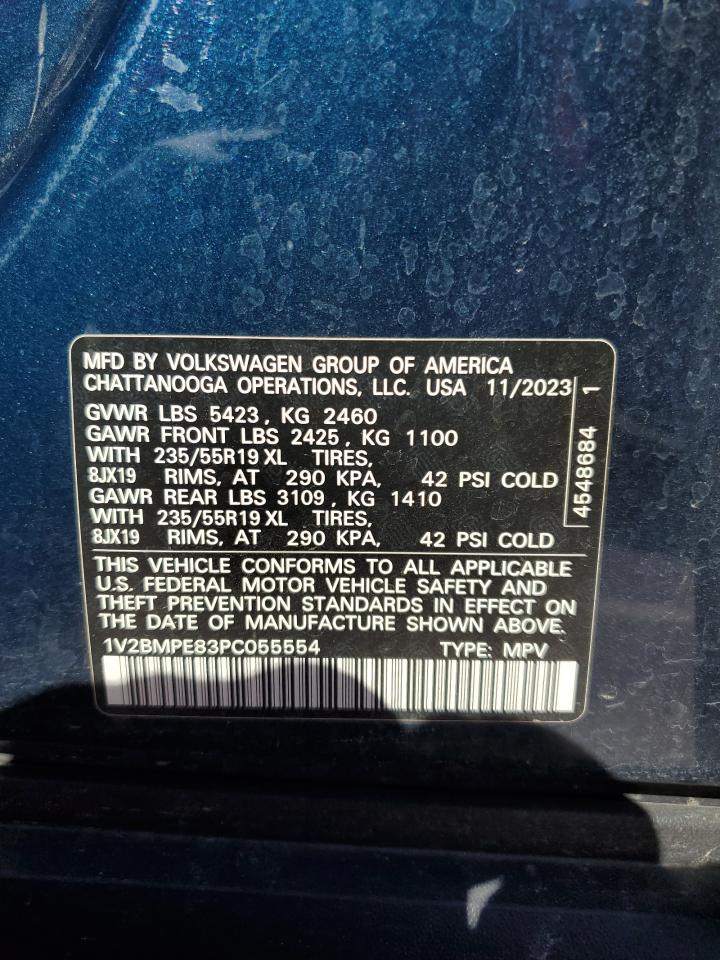 MFD BY VOLKSWAGEN GROUP OF AMERICA
CHATTANOOGA OPERATIONS, LLC. USA 11/2023
GVWR LBS 5423, KG 2460
GAWR FRONT LBS 2425, KG 1100
WITH 235/55R19 XL TIRES,
8JX19 RIMS, AT 290 KPA, 42 PSI COLD
GAWR REAR LBS 3109, KG 1410
WITH 235/55R19 XL TIRES,
8JX19 RIMS, AT 290 KPA, 42 PSI COLD
4548684 1
THIS VEHICLE CONFORMS TO ALL APPLICABLE
U.S. FEDERAL MOTOR VEHICLE SAFETY AND
THEFT PREVENTION STANDARDS IN EFFECT ON
THE DATE OF MANUFACTURE SHOWN ABOVE.
1V2BMPE83PC055554 TYPE: MPV